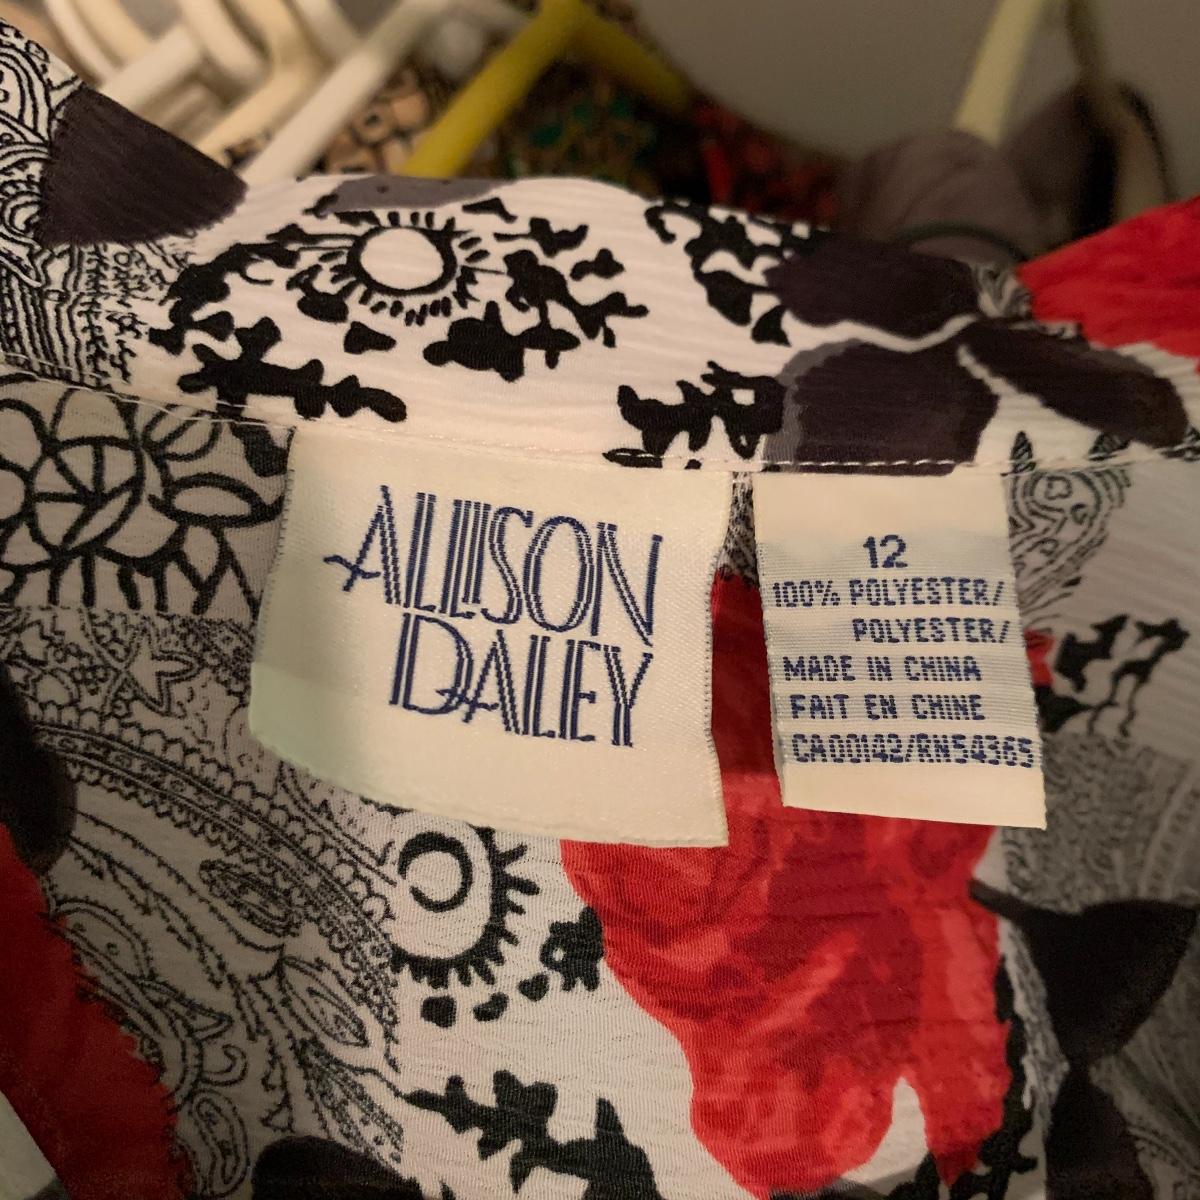 ALLISON
DALEY
12
100% POLYESTER/
POLYESTER/
MADE IN CHINA
FAIT EN CHINE
CA00142/RN54365